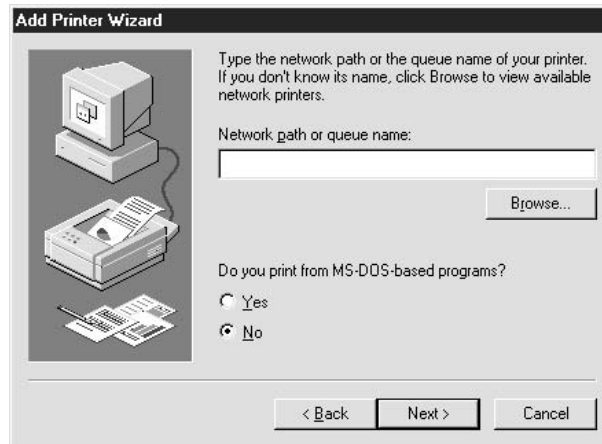 Add Printer Wizard
Type the network path or the queue name of your printer.
If you don't know its name, click Browse to view available
network printers.
Network path or queue name:
Browse...
Do you print from MS-DOS-based programs?
Yes
No
< Back
Next >
Cancel